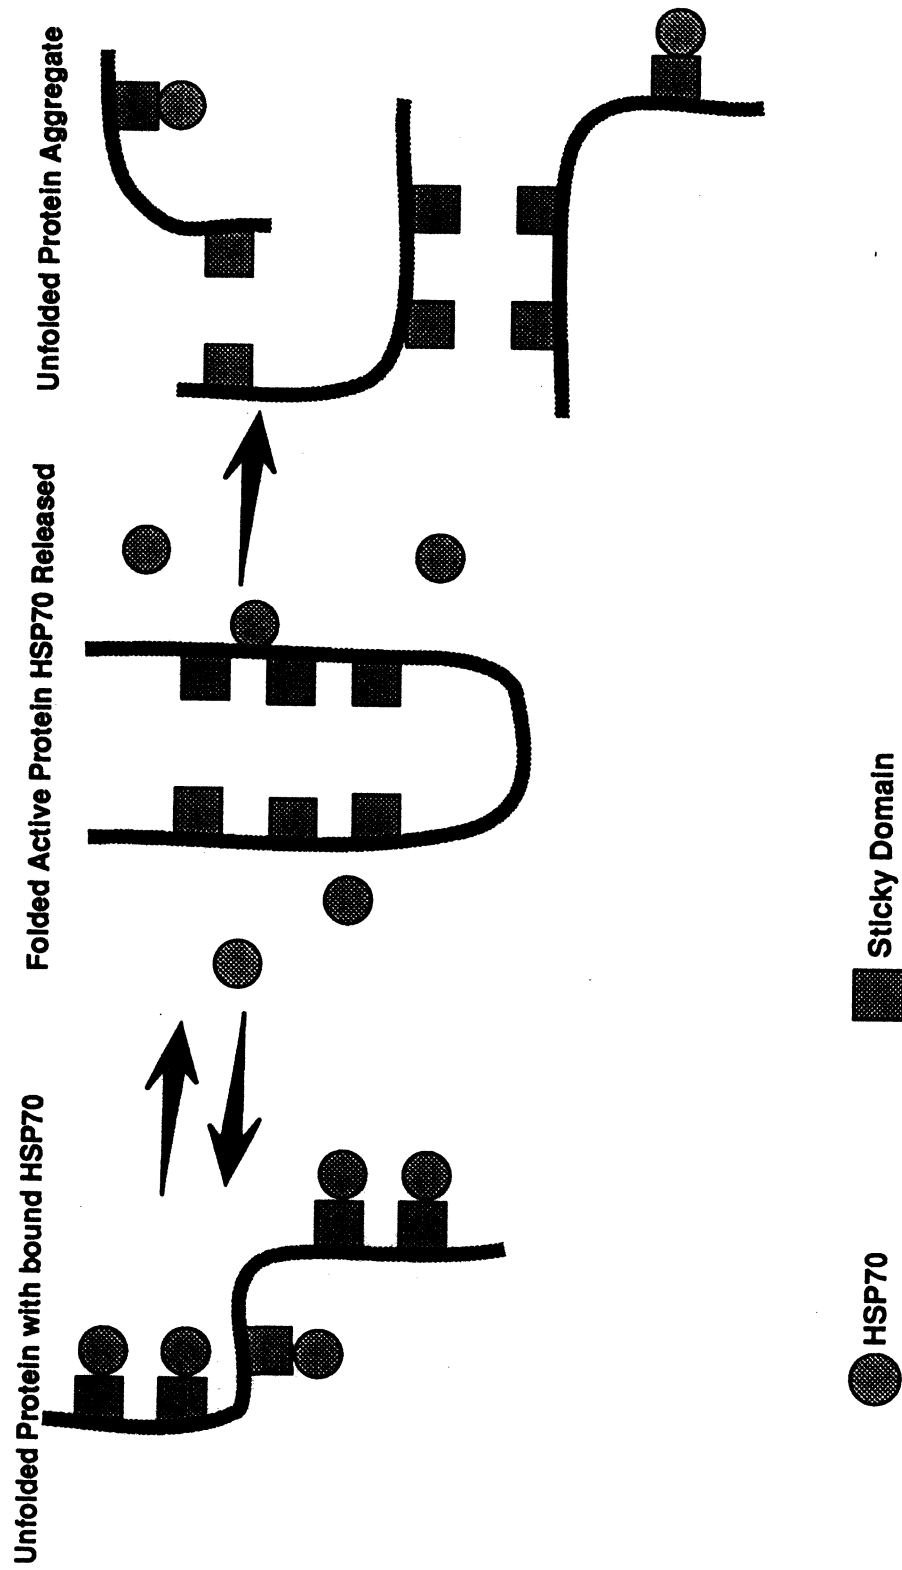 Unfolded Protein with bound HSP70
Folded Active Protein HSP70 Released
Unfolded Protein Aggregate
HSP70
Sticky Domain